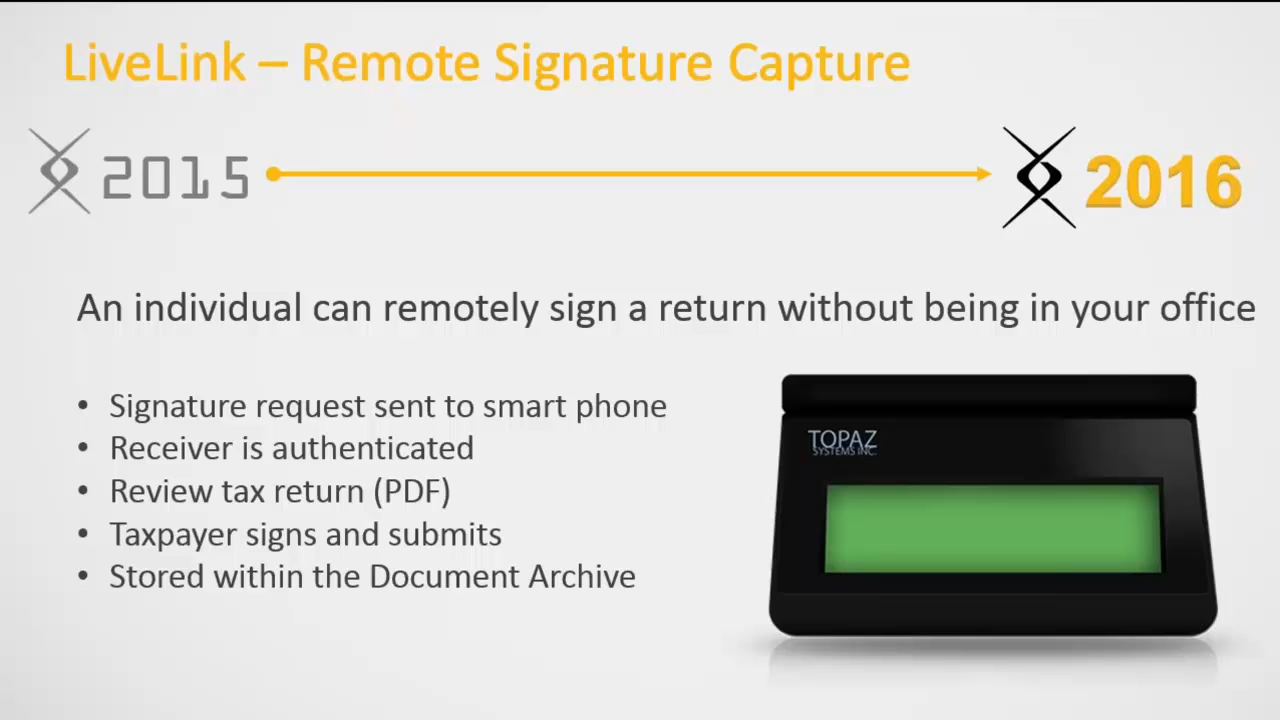 LiveLink – Remote Signature Capture
2015
2016
An individual can remotely sign a return without being in your office
• Signature request sent to smart phone
• Receiver is authenticated
• Review tax return (PDF)
• Taxpayer signs and submits
• Stored within the Document Archive
TOPAZ
SYSTEMS INC.